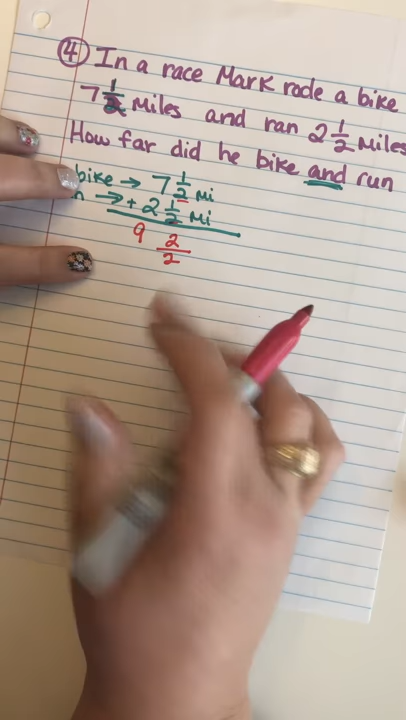 ④ In a race Mark rode a bike
7 1/2 Miles and ran 2 1/2 Miles
How far did he bike and run
bike → 7 1/2 Mi
n → + 2 1/2 Mi
9 2/2